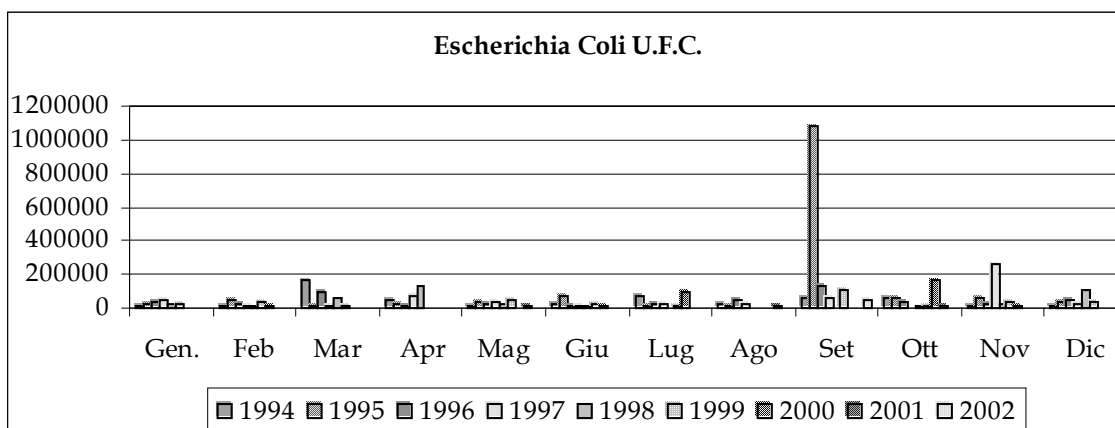 Escherichia Coli U.F.C.
1200000
1000000
800000
600000
400000
200000
0
Gen. Feb Mar Apr Mag Giu Lug Ago Set Ott Nov Dic
1994 1995 1996 1997 1998 1999 2000 2001 2002